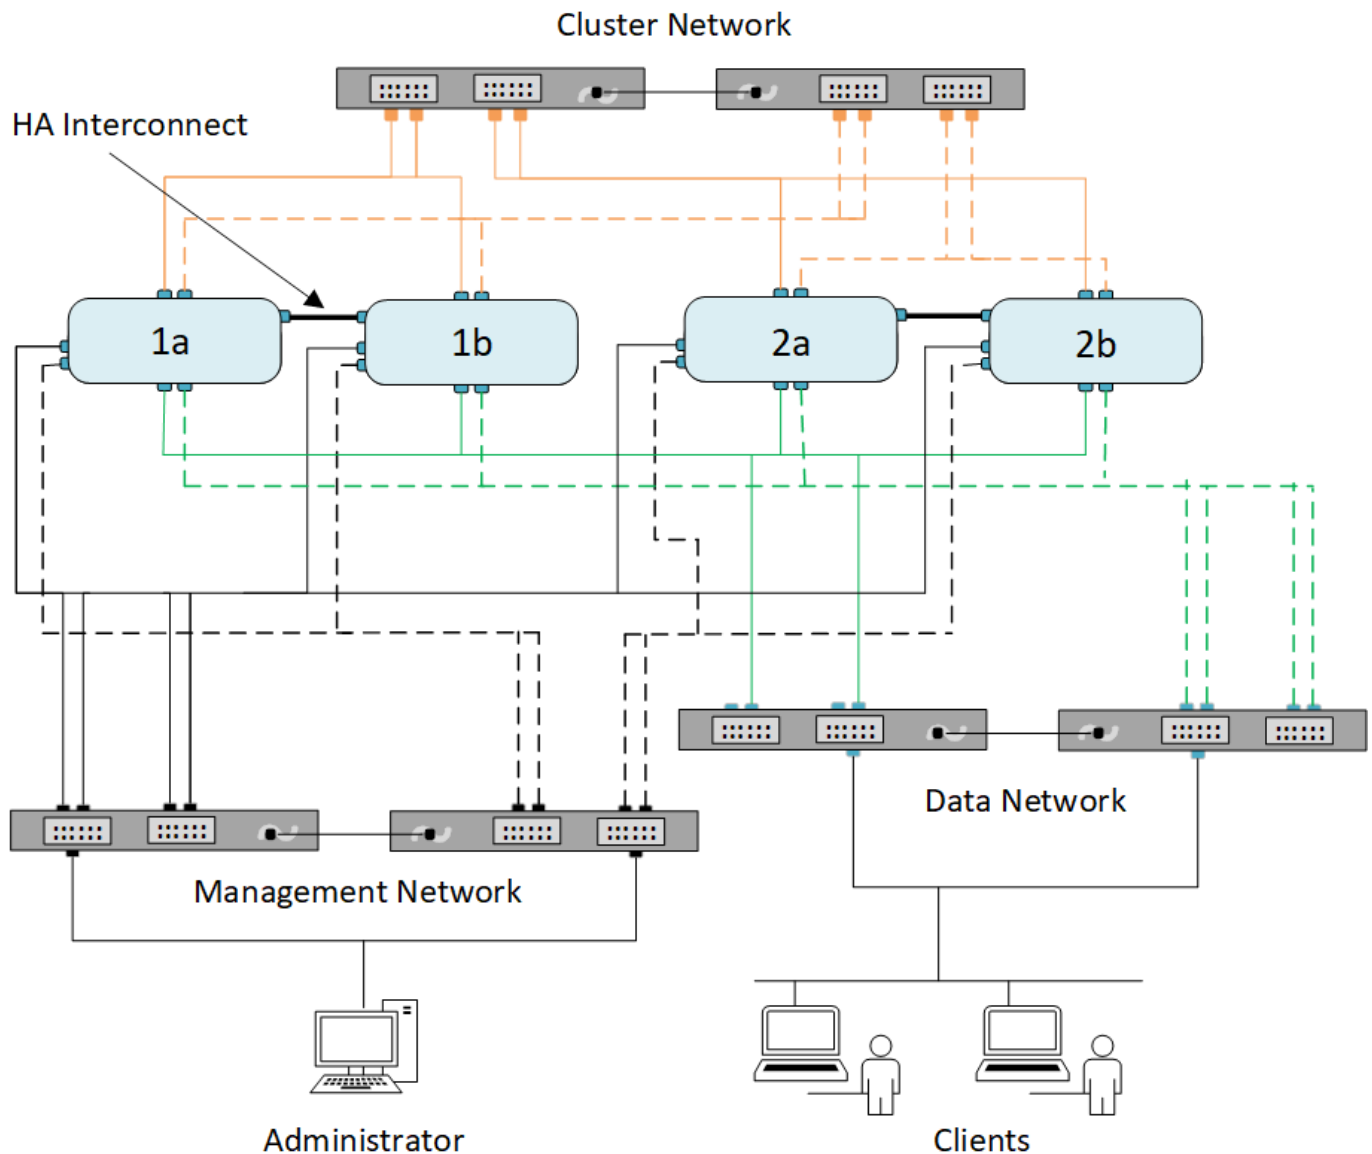 Cluster Network
HA Interconnect
1a
1b
2a
2b
Data Network
Management Network
Administrator
Clients